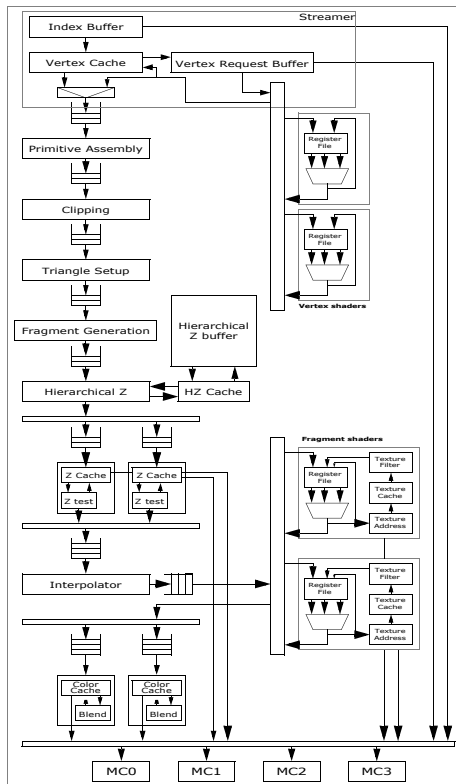 Streamer
Index Buffer
Vertex Cache
Vertex Request Buffer
Primitive Assembly
Register
File
Clipping
Register
File
Triangle Setup
Vertex shaders
Fragment Generation
Hierarchical
Z buffer
Hierarchical Z
HZ Cache
Fragment shaders
Z Cache
Z test
Z Cache
Z test
Register
File
Texture
Filter
Texture
Cache
Texture
Address
Interpolator
Register
File
Texture
Filter
Texture
Cache
Texture
Address
Color
Cache
Blend
Color
Cache
Blend
MC0
MC1
MC2
MC3